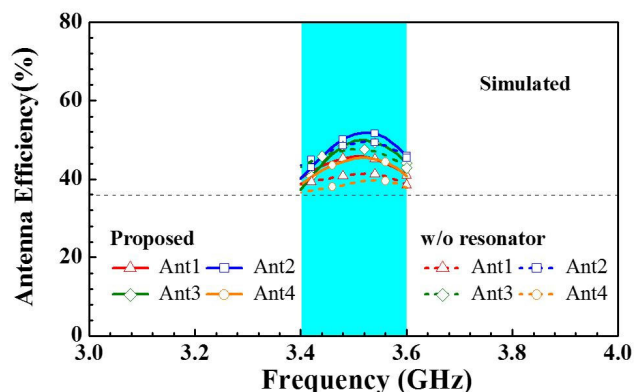 80
60
40
20
0
Antenna Efficiency(%)
Simulated
Proposed
Ant1 Ant2
Ant3 Ant4
w/o resonator
Ant1 Ant2
Ant3 Ant4
3.0 3.2 3.4 3.6 3.8 4.0
Frequency (GHz)